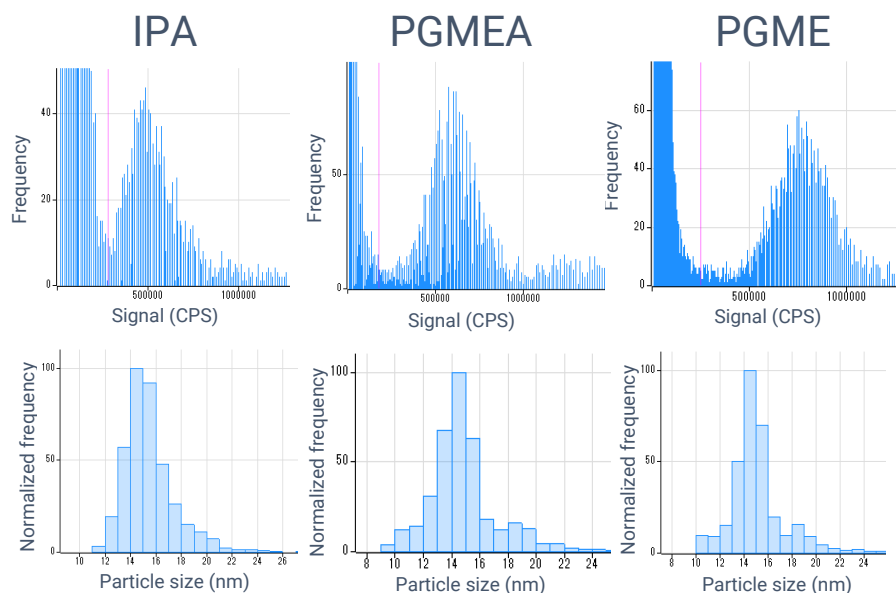 IPA
PGMEA
PGME
Frequency
40
20
0
500000
1000000
Signal (CPS)
Frequency
50
0
500000
1000000
Signal (CPS)
Frequency
60
40
20
0
500000
1000000
Signal (CPS)
Normalized frequency
100
50
0
10 12 14 16 18 20 22 24 26
Particle size (nm)
Normalized frequency
100
50
0
8 10 12 14 16 18 20 22 24
Particle size (nm)
Normalized frequency
100
50
0
8 10 12 14 16 18 20 22 24
Particle size (nm)